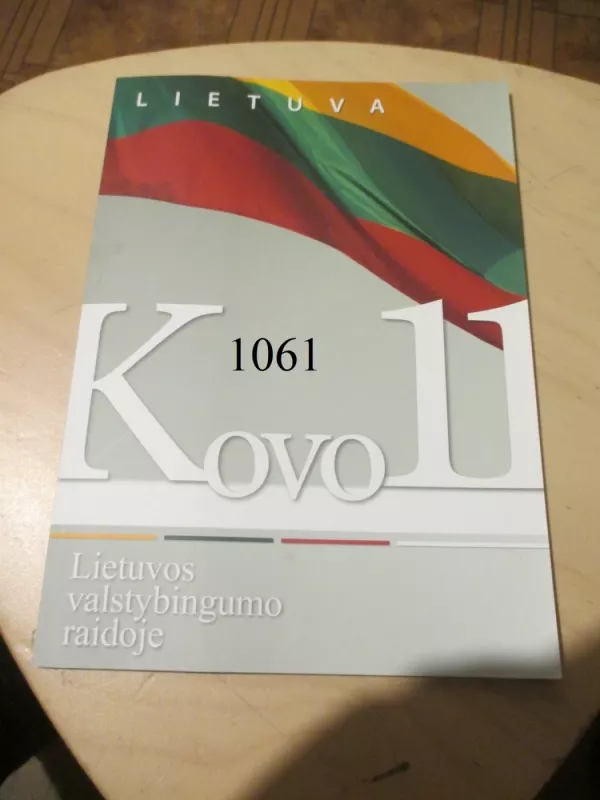 LIETUVA
1061
Kovo 11
Lietuvos
valstybingumo
raidoje